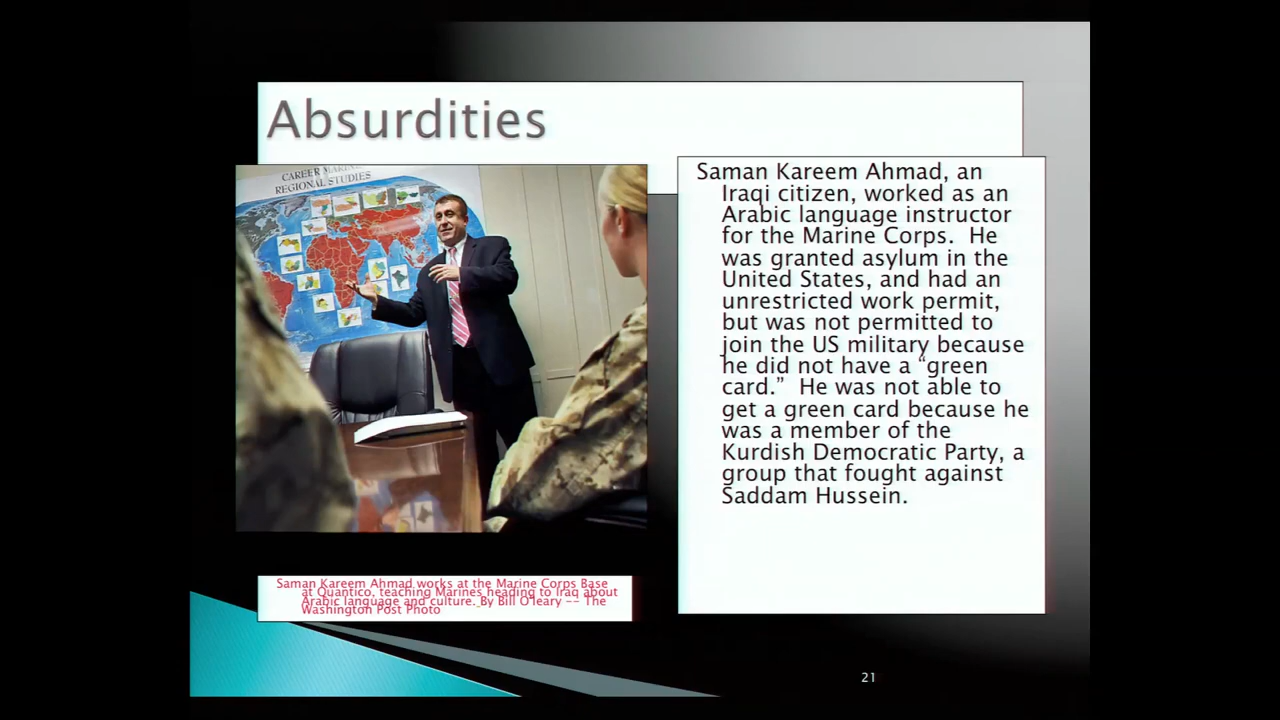 Absurdities
CAREER MARINE
REGIONAL STUDIES
Saman Kareem Ahmad, an
Iraqi citizen, worked as an
Arabic language instructor
for the Marine Corps.  He
was granted asylum in the
United States, and had an
unrestricted work permit,
but was not permitted to
join the US military because
he did not have a “green
card.”  He was not able to
get a green card because he
was a member of the
Kurdish Democratic Party, a
group that fought against
Saddam Hussein.
Saman Kareem Ahmad works at the Marine Corps Base
at Quantico, teaching Marines heading to Iraq about
Arabic language and culture. By Bill O'leary -- The
Washington Post Photo
21